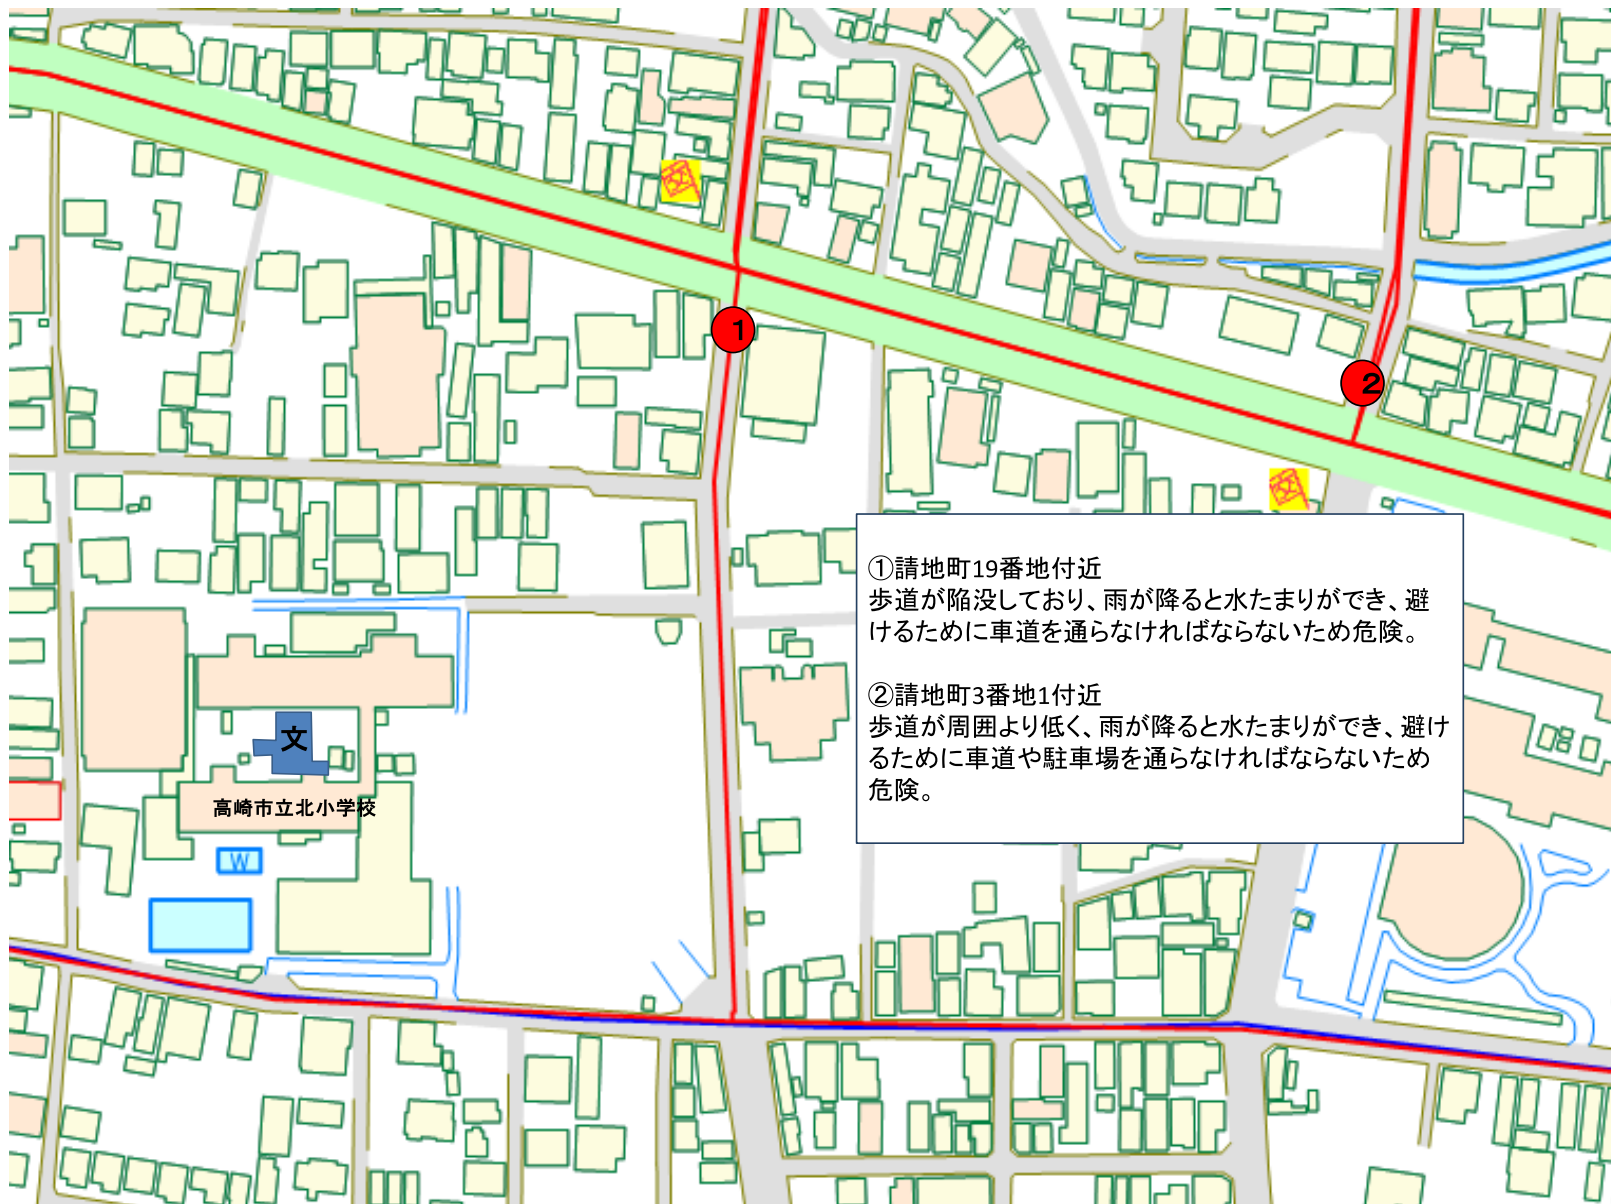 1
2
①請地町19番地付近
歩道が陥没しており、雨が降ると水たまりができ、避
けるために車道を通らなければならないため危険。
②請地町3番地1付近
歩道が周囲より低く、雨が降ると水たまりができ、避け
るために車道や駐車場を通らなければならないため
危険。
文
高崎市立北小学校
W